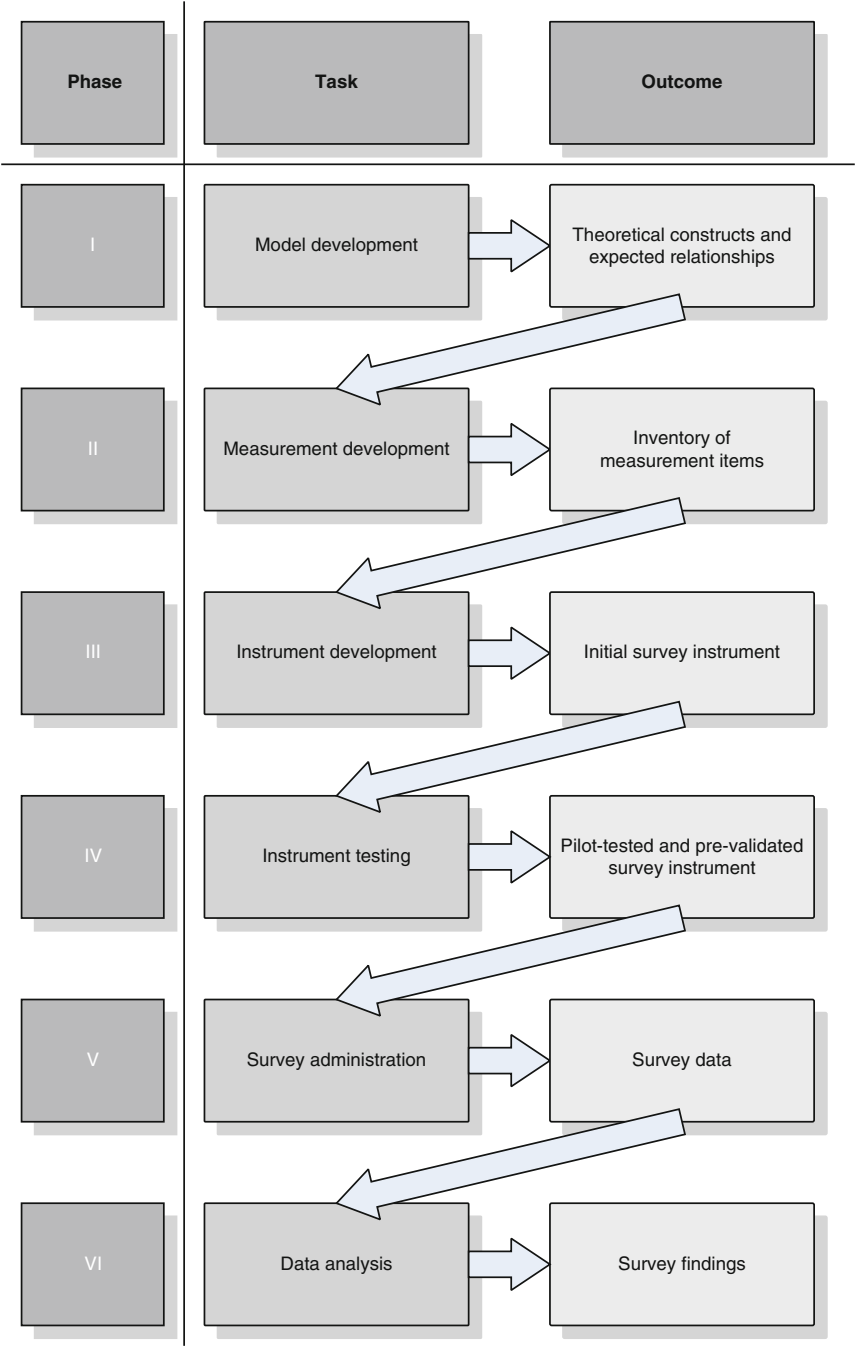 Phase
Task
Outcome
I
Model development
Theoretical constructs and
expected relationships
II
Measurement development
Inventory of
measurement items
III
Instrument development
Initial survey instrument
IV
Instrument testing
Pilot-tested and pre-validated
survey instrument
V
Survey administration
Survey data
VI
Data analysis
Survey findings